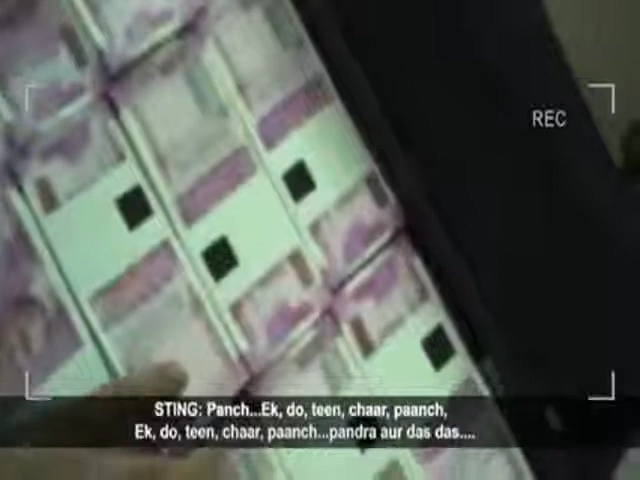 REC
STING: Panch...Ek, do, teen, chaar, paanch,
Ek, do, teen, chaar, paanch...pandra aur das das....